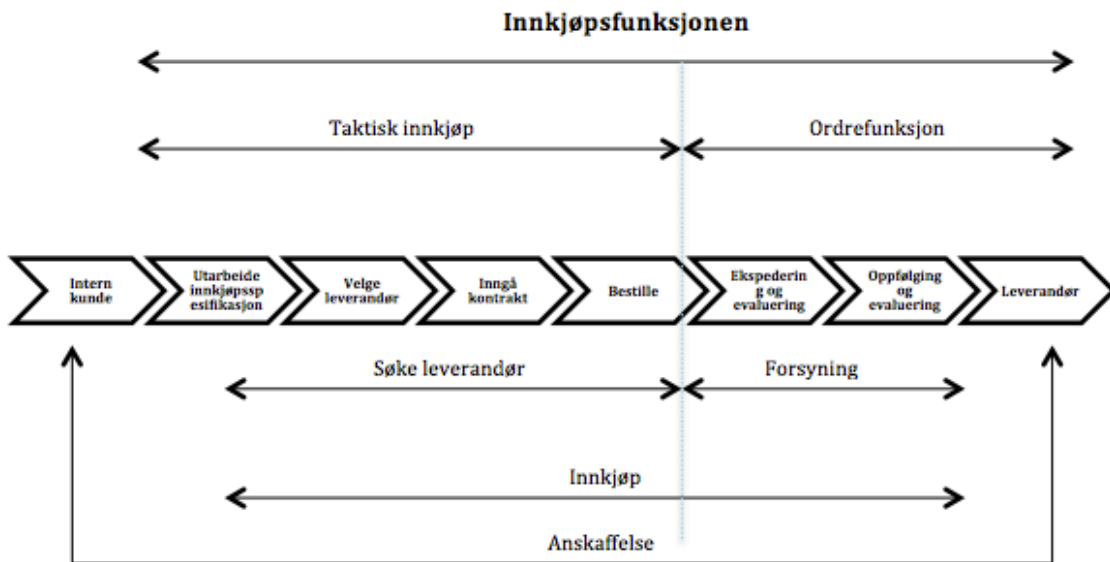 Innkjøpsfunksjonen
Taktisk innkjøp
Ordrefunksjon
Intern
kunde
Utarbeide
innkjøpssp
esifikasjon
Velge
leverandør
Inngå
kontrakt
Bestille
Ekspederin
g og
evaluering
Oppfølging
og
evaluering
Leverandør
Søke leverandør
Forsyning
Innkjøp
Anskaffelse